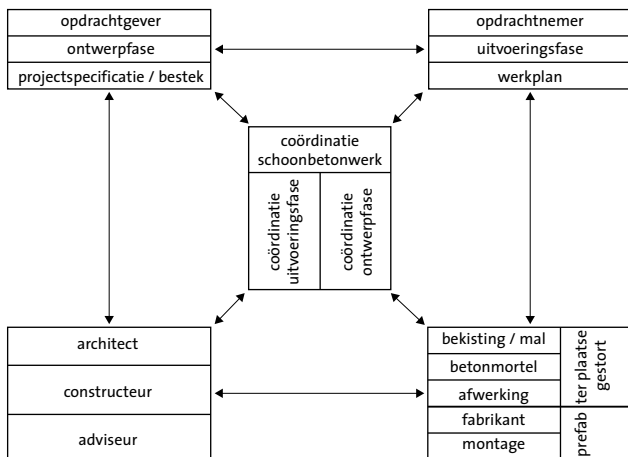 opdrachtgever
ontwerpfase
projectspecificatie / bestek
opdrachtnemer
uitvoeringsfase
werkplan
coördinatie
schoonbetonwerk
coördinatie
uitvoeringsfase
coördinatie
ontwerpfase
architect
constructeur
adviseur
bekisting / mal
betonmortel
afwerking
ter plaatse
gestort
fabrikant
montage
prefab